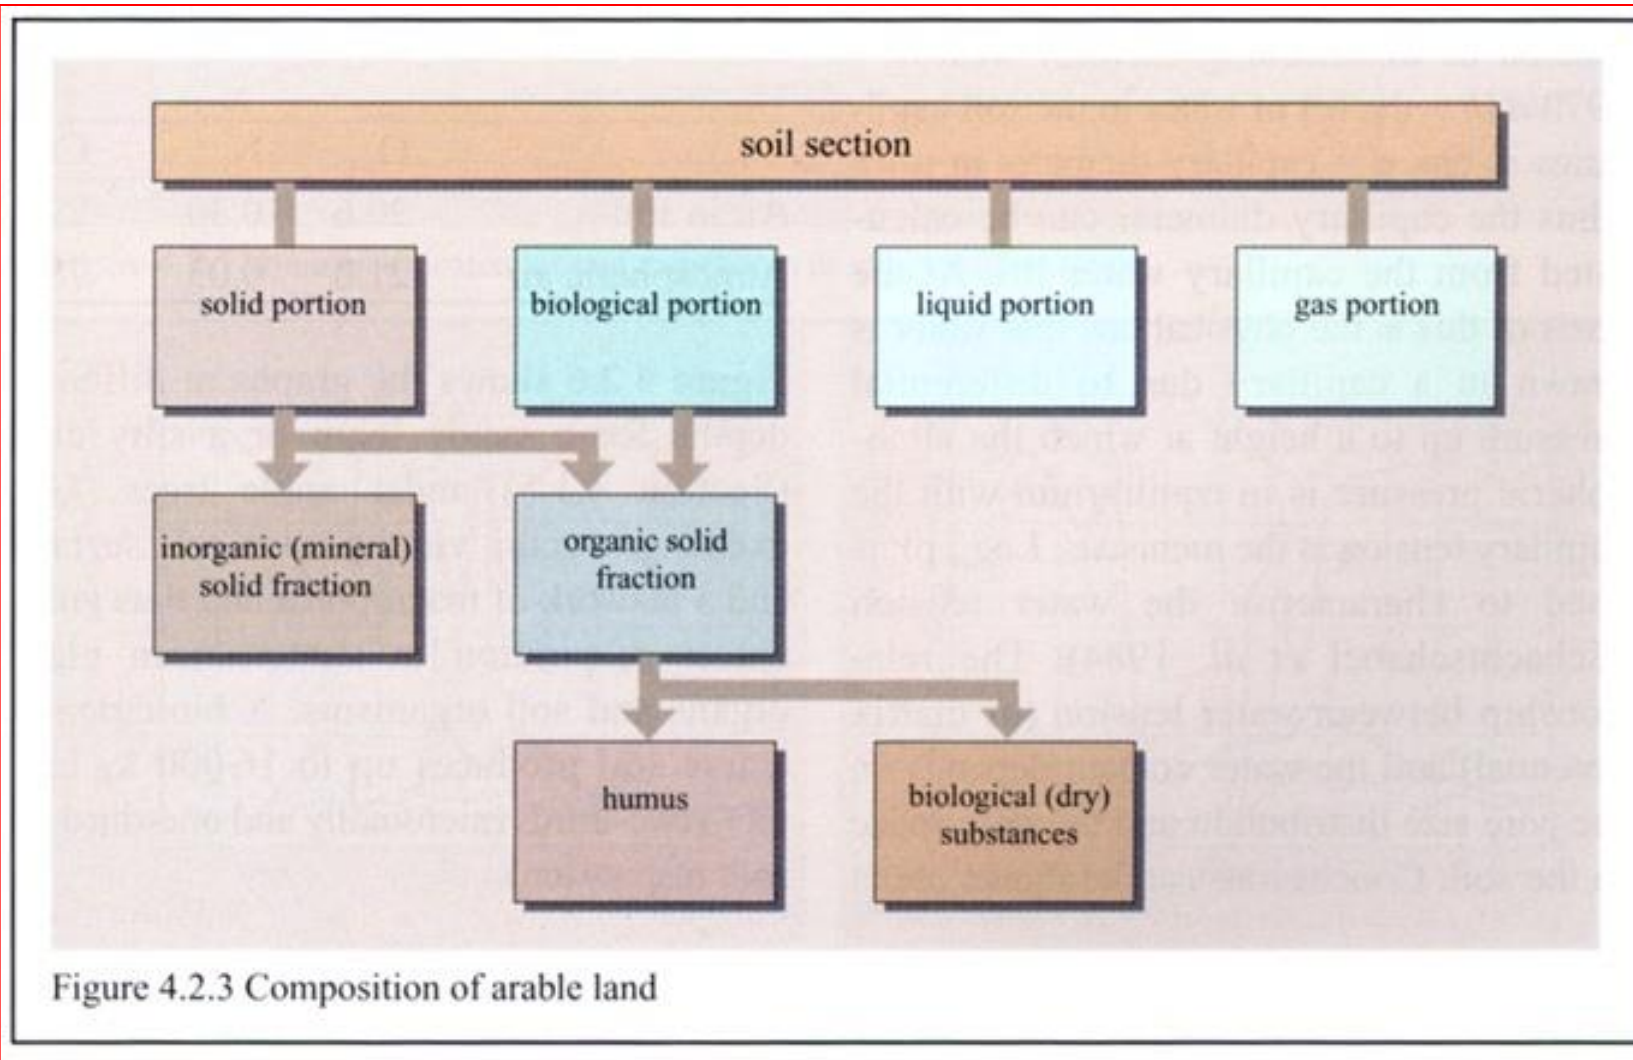 soil section
solid portion
biological portion
liquid portion
gas portion
inorganic (mineral)
solid fraction
organic solid
fraction
humus
biological (dry)
substances
Figure 4.2.3 Composition of arable land